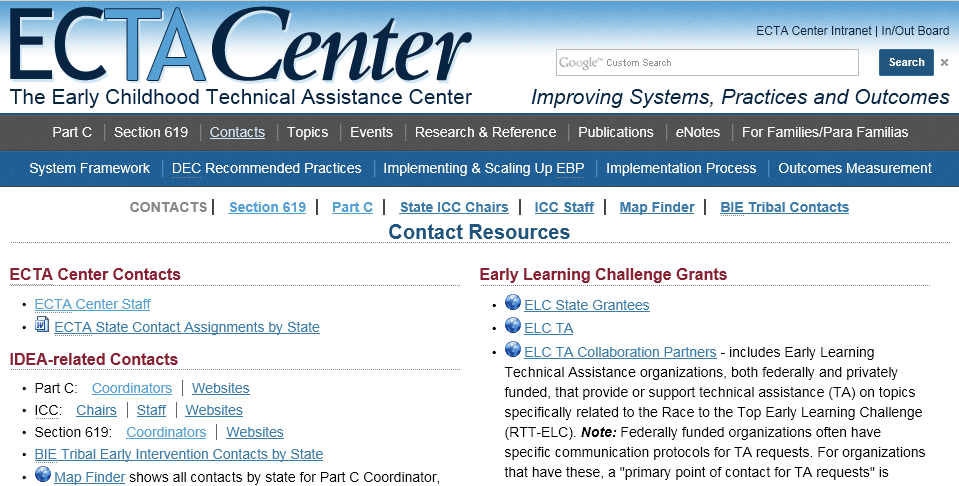 ECTA Center
The Early Childhood Technical Assistance Center
ECTA Center Intranet | In/Out Board
Google™ Custom Search
Search ×
Improving Systems, Practices and Outcomes
Part C | Section 619 | Contacts | Topics | Events | Research & Reference | Publications | eNotes | For Families/Para Familias
System Framework | DEC Recommended Practices | Implementing & Scaling Up EBP | Implementation Process | Outcomes Measurement
CONTACTS | Section 619 | Part C | State ICC Chairs | ICC Staff | Map Finder | BIE Tribal Contacts
Contact Resources
ECTA Center Contacts
• ECTA Center Staff
• ECTA State Contact Assignments by State
IDEA-related Contacts
• Part C: Coordinators | Websites
• ICC: Chairs | Staff | Websites
• Section 619: Coordinators | Websites
• BIE Tribal Early Intervention Contacts by State
• Map Finder shows all contacts by state for Part C Coordinator,
Early Learning Challenge Grants
• ELC State Grantees
• ELC TA
• ELC TA Collaboration Partners - includes Early Learning
Technical Assistance organizations, both federally and privately
funded, that provide or support technical assistance (TA) on topics
specifically related to the Race to the Top Early Learning Challenge
(RTT-ELC). Note: Federally funded organizations often have
specific communication protocols for TA requests. For organizations
that have these, a "primary point of contact for TA requests" is